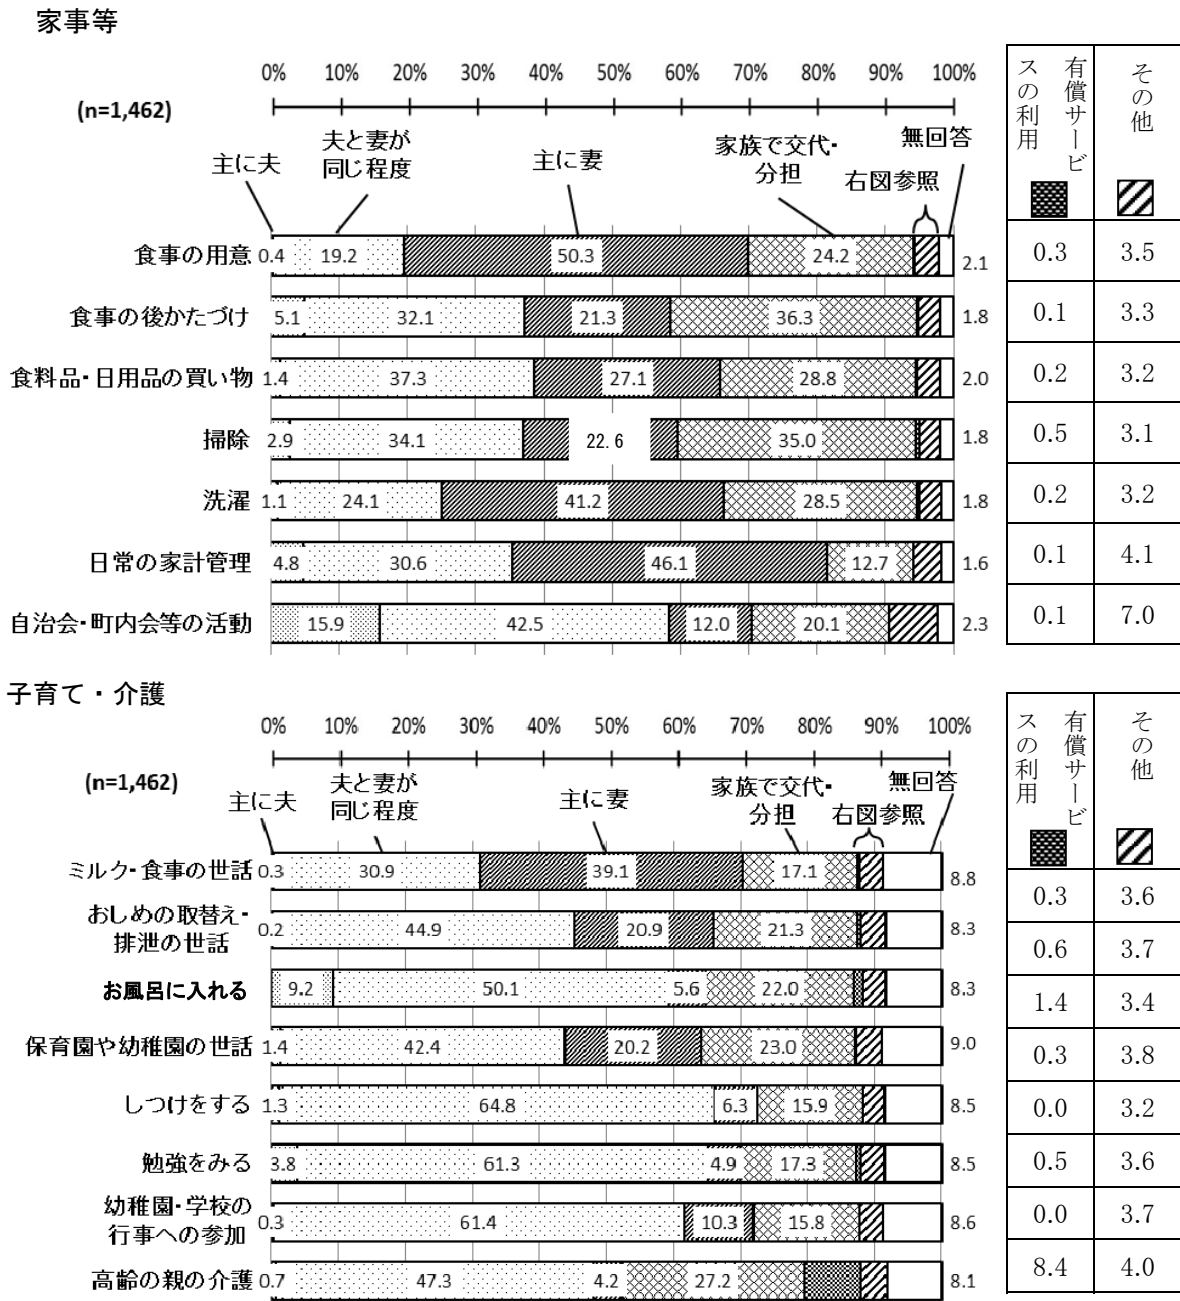 家事等
0% 10% 20% 30% 40% 50% 60% 70% 80% 90% 100%
(n=1,462)
主に夫
夫と妻が
同じ程度
主に妻
家族で交代・
分担
右図参照
無回答
有償サービ
スの利用
その他
食事の用意 0.4 19.2 50.3 24.2 2.1 0.3 3.5
食事の後かたづけ 5.1 32.1 21.3 36.3 1.8 0.1 3.3
食料品・日用品の買い物 1.4 37.3 27.1 28.8 2.0 0.2 3.2
掃除 2.9 34.1 22.6 35.0 1.8 0.5 3.1
洗濯 1.1 24.1 41.2 28.5 1.8 0.2 3.2
日常の家計管理 4.8 30.6 46.1 12.7 1.6 0.1 4.1
自治会・町内会等の活動 15.9 42.5 12.0 20.1 2.3 0.1 7.0
子育て・介護
0% 10% 20% 30% 40% 50% 60% 70% 80% 90% 100%
(n=1,462)
主に夫
夫と妻が
同じ程度
主に妻
家族で交代・
分担
右図参照
無回答
有償サービ
スの利用
その他
ミルク・食事の世話 0.3 30.9 39.1 17.1 8.8 0.3 3.6
おしめの取替え・
排泄の世話 0.2 44.9 20.9 21.3 8.3 0.6 3.7
お風呂に入れる 9.2 50.1 5.6 22.0 8.3 1.4 3.4
保育園や幼稚園の世話 1.4 42.4 20.2 23.0 9.0 0.3 3.8
しつけをする 1.3 64.8 6.3 15.9 8.5 0.0 3.2
勉強をみる 3.8 61.3 4.9 17.3 8.5 0.5 3.6
幼稚園・学校の
行事への参加 0.3 61.4 10.3 15.8 8.6 0.0 3.7
高齢の親の介護 0.7 47.3 4.2 27.2 8.1 8.4 4.0